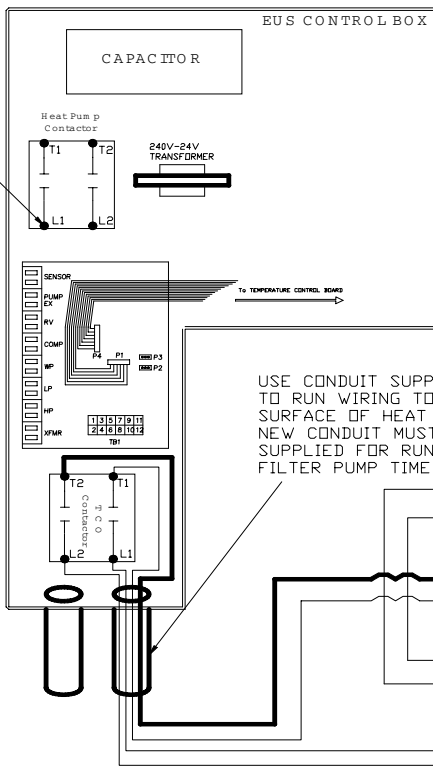 EUS CONTROL BOX
CAPACITOR
Heat Pump
Contactor
T1 T2
L1 L2
240V-24V
TRANSFORMER
SENSOR
PUMP
EX
RV
COMP
WP
LP
HP
XFMR
To TEMPERATURE CONTROL BOARD
P4 P1
P3
P2
1 3 5 7 9 11
2 4 6 8 10 12
TB1
USE CONDUIT SUPP
TO RUN WIRING TO
SURFACE OF HEAT
NEW CONDUIT MUST
SUPPLIED FOR RUN
FILTER PUMP TIME
T2 T1
TCO
Contactor
L2 L1